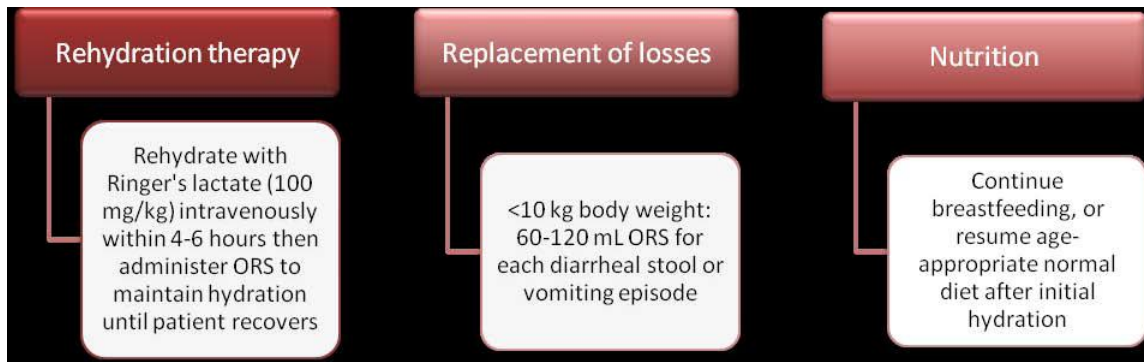 Rehydration therapy
Rehydrate with
Ringer's lactate (100
mg/kg) intravenously
within 4-6 hours then
administer ORS to
maintain hydration
until patient recovers
Replacement of losses
<10 kg body weight:
60-120 mL ORS for
each diarrheal stool or
vomiting episode
Nutrition
Continue
breastfeeding, or
resume age-
appropriate normal
diet after initial
hydration